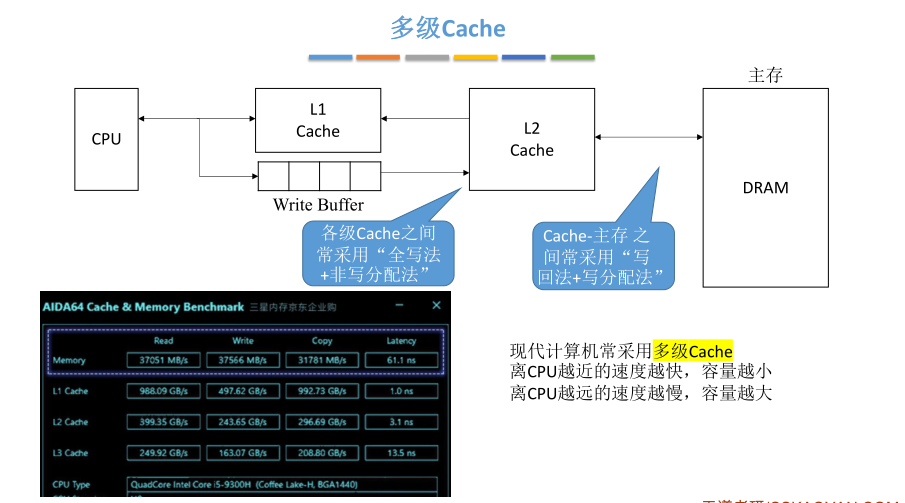 多级Cache
主存
CPU
L1
Cache
L2
Cache
DRAM
Write Buffer
各级Cache之间
常采用“全写法
+非写分配法”
Cache-主存 之
间常采用“写
回法+写分配法”
现代计算机常采用多级Cache
离CPU越近的速度越快，容量越小
离CPU越远的速度越慢，容量越大
AIDA64 Cache & Memory Benchmark 三星内存京东企业购
Read Write Copy Latency
Memory 37051 MB/s 37566 MB/s 31781 MB/s 61.1 ns
L1 Cache 988.09 GB/s 497.62 GB/s 992.73 GB/s 1.0 ns
L2 Cache 399.35 GB/s 243.65 GB/s 296.69 GB/s 3.1 ns
L3 Cache 249.92 GB/s 163.07 GB/s 208.80 GB/s 13.5 ns
CPU Type QuadCore Intel Core i5-9300H (Coffee Lake-H, BGA1440)